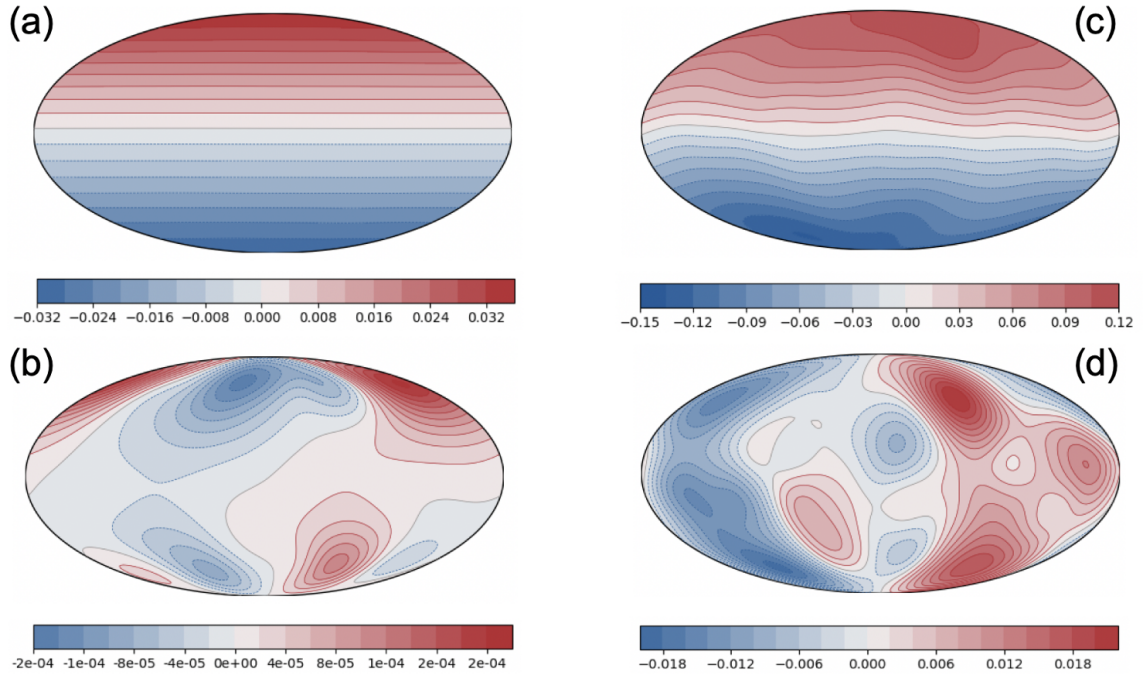 (a)
(c)
−0.032 −0.024 −0.016 −0.008 0.000 0.008 0.016 0.024 0.032
−0.15 −0.12 −0.09 −0.06 −0.03 0.00 0.03 0.06 0.09 0.12
(b)
(d)
-2e-04 -1e-04 -8e-05 -4e-05 0e+00 4e-05 8e-05 1e-04 2e-04 2e-04
−0.018 −0.012 −0.006 0.000 0.006 0.012 0.018